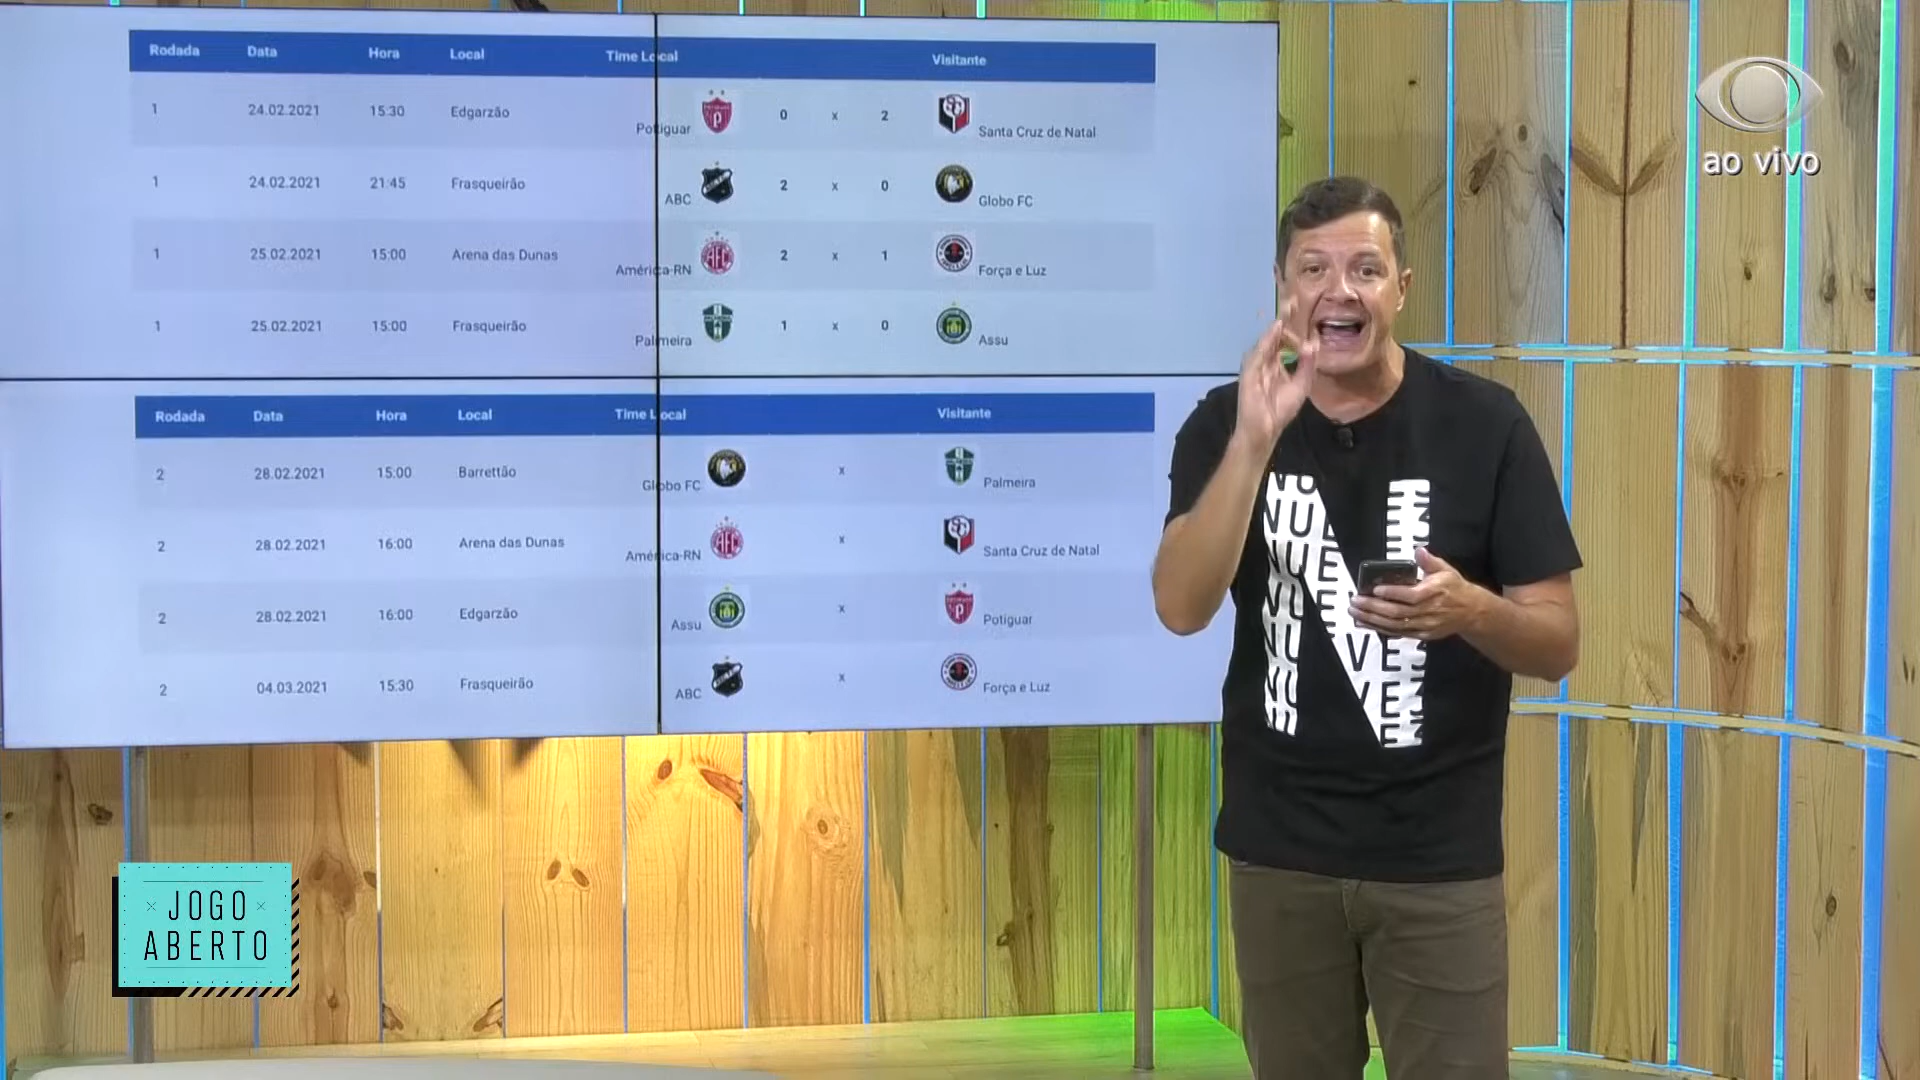 Rodada Data Hora Local Time Local Visitante
1 24.02.2021 15:30 Edgarzão Potiguar 0 x 2 Santa Cruz de Natal
1 24.02.2021 21:45 Frasqueirão ABC 2 x 0 Globo FC
1 25.02.2021 15:00 Arena das Dunas América-RN 2 x 1 Força e Luz
1 25.02.2021 15:00 Frasqueirão Palmeira 1 x 0 Assu
Rodada Data Hora Local Time Local Visitante
2 28.02.2021 15:00 Barrettão Globo FC x Palmeira
2 28.02.2021 16:00 Arena das Dunas América-RN x Santa Cruz de Natal
2 28.02.2021 16:00 Edgarzão Assu x Potiguar
2 04.03.2021 15:30 Frasqueirão ABC x Força e Luz
ao vivo
JOGO
ABERTO